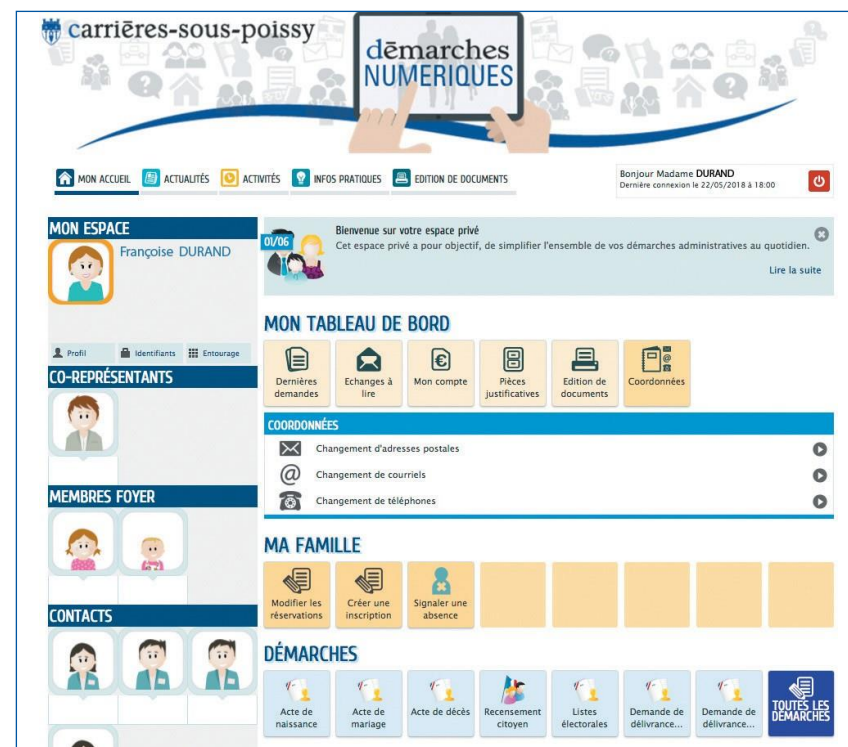 carriēres-sous-poissy
dēmarches
NUMERIQUES
MON ACCUEIL ACTUALITÉS ACTIVITÉS INFOS PRATIQUES EDITION DE DOCUMENTS
Bonjour Madame DURAND
Dernière connexion le 22/05/2018 à 18:00
MON ESPACE
Françoise DURAND
Profil Identifiants Entourage
CO-REPRÉSENTANTS
MEMBRES FOYER
CONTACTS
01/06
Bienvenue sur votre espace privé
Cet espace privé a pour objectif, de simplifier l'ensemble de vos démarches administratives au quotidien.
Lire la suite
MON TABLEAU DE BORD
Dernières
demandes
Echanges à
lire
Mon compte
Pièces
justificatives
Edition de
documents
Coordonnées
COORDONNÉES
Changement d'adresses postales
Changement de courriels
Changement de téléphones
MA FAMILLE
Modifier les
réservations
Créer une
inscription
Signaler une
absence
DÉMARCHES
Acte de
naissance
Acte de
mariage
Acte de décès
Recensement
citoyen
Listes
électorales
Demande de
délivrance...
Demande de
délivrance...
TOUTES LES
DÉMARCHES